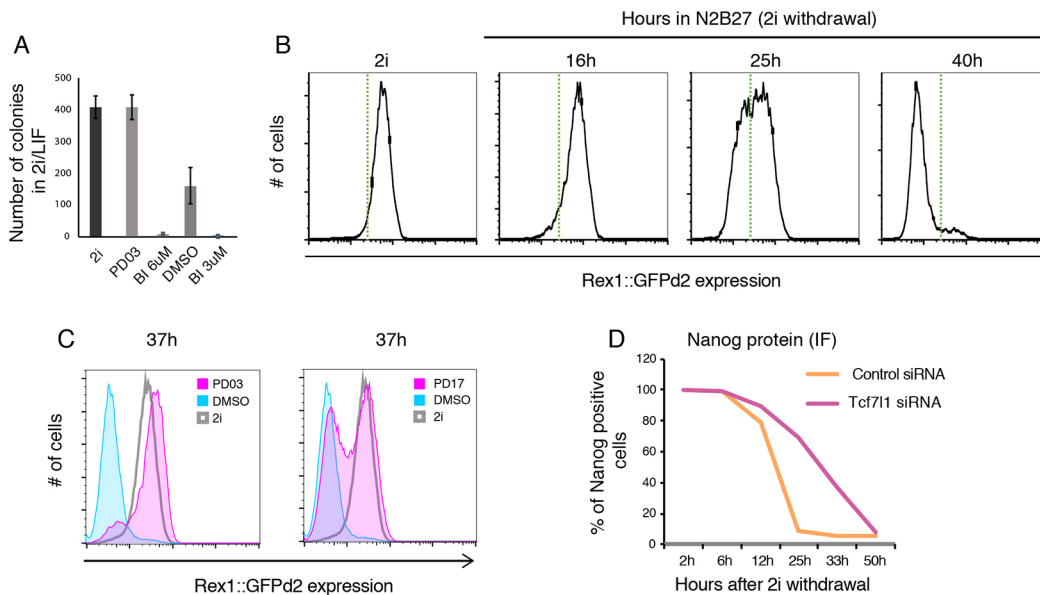 Hours in N2B27 (2i withdrawal)
A
B
2i
16h
25h
40h
Number of colonies
in 2i/LIF
500
400
300
200
100
0
2i
PD03
BI 6uM
DMSO
BI 3uM
# of cells
Rex1::GFPd2 expression
C
37h
37h
PD03
DMSO
2i
PD17
DMSO
2i
# of cells
Rex1::GFPd2 expression
D
Nanog protein (IF)
% of Nanog positive
cells
120
100
80
60
40
20
0
2h
6h
12h
25h
33h
50h
Hours after 2i withdrawal
Control siRNA
Tcf7l1 siRNA